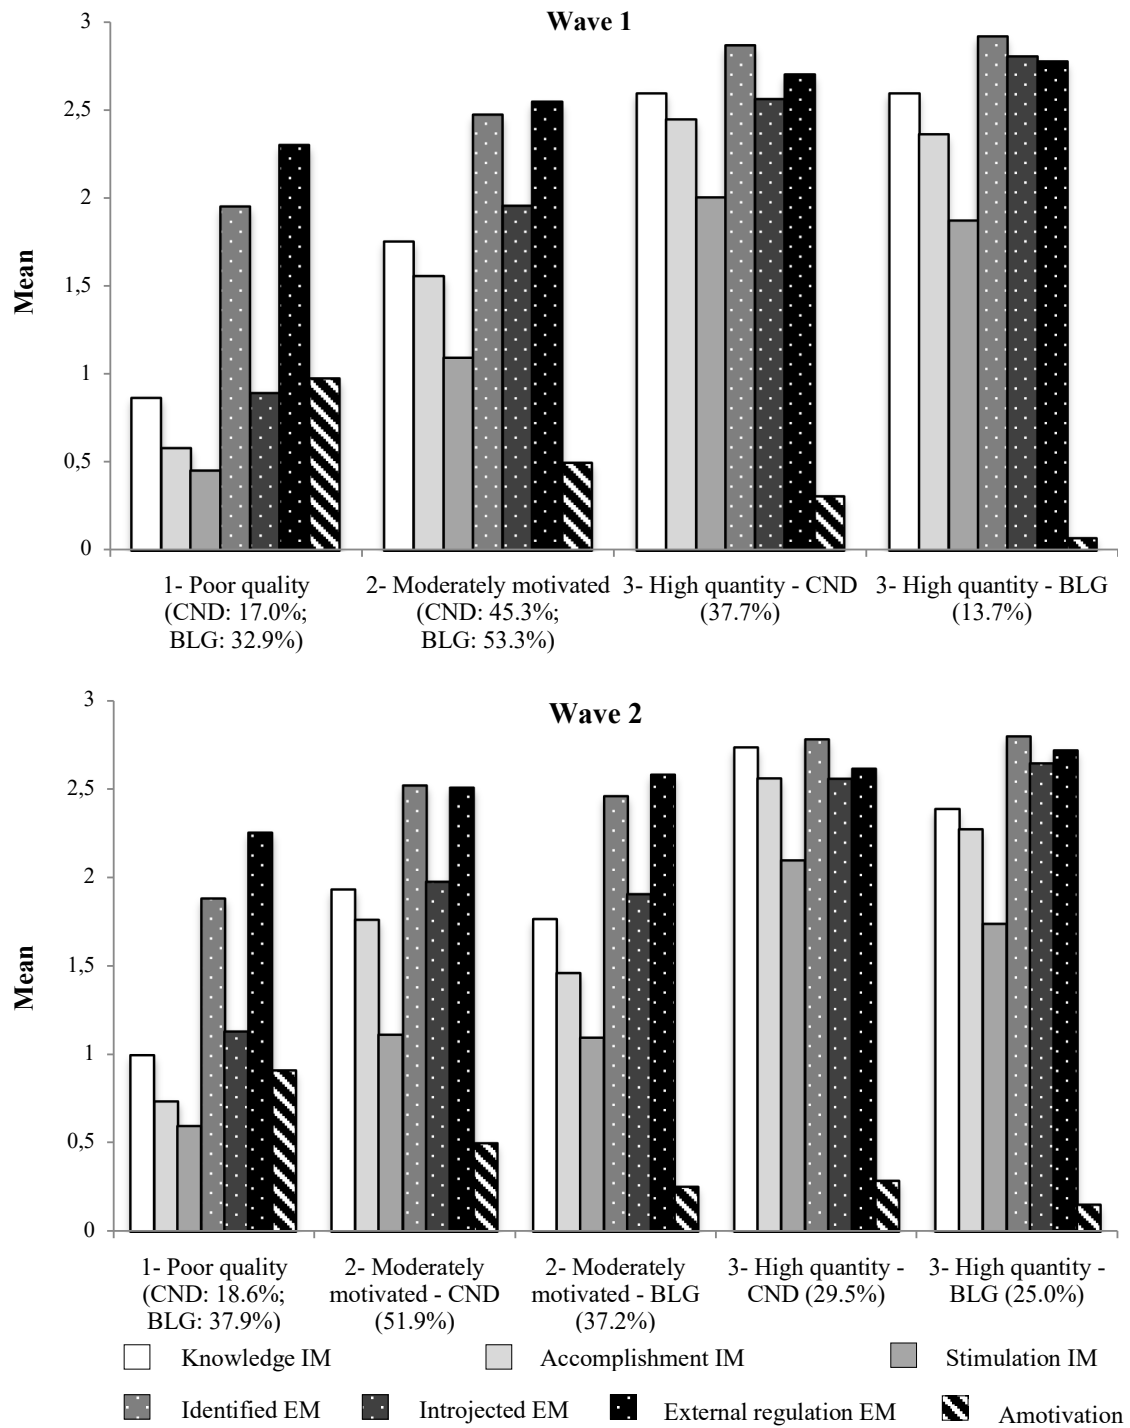 Wave 1
3
2,5
2
1,5
1
0,5
0
Mean
1- Poor quality
(CND: 17.0%;
BLG: 32.9%)
2- Moderately motivated
(CND: 45.3%;
BLG: 53.3%)
3- High quantity - CND
(37.7%)
3- High quantity - BLG
(13.7%)
Wave 2
3
2,5
2
1,5
1
0,5
0
Mean
1- Poor quality
(CND: 18.6%;
BLG: 37.9%)
2- Moderately
motivated - CND
(51.9%)
2- Moderately
motivated - BLG
(37.2%)
3- High quantity -
CND (29.5%)
3- High quantity -
BLG (25.0%)
Knowledge IM
Accomplishment IM
Stimulation IM
Identified EM
Introjected EM
External regulation EM
Amotivation